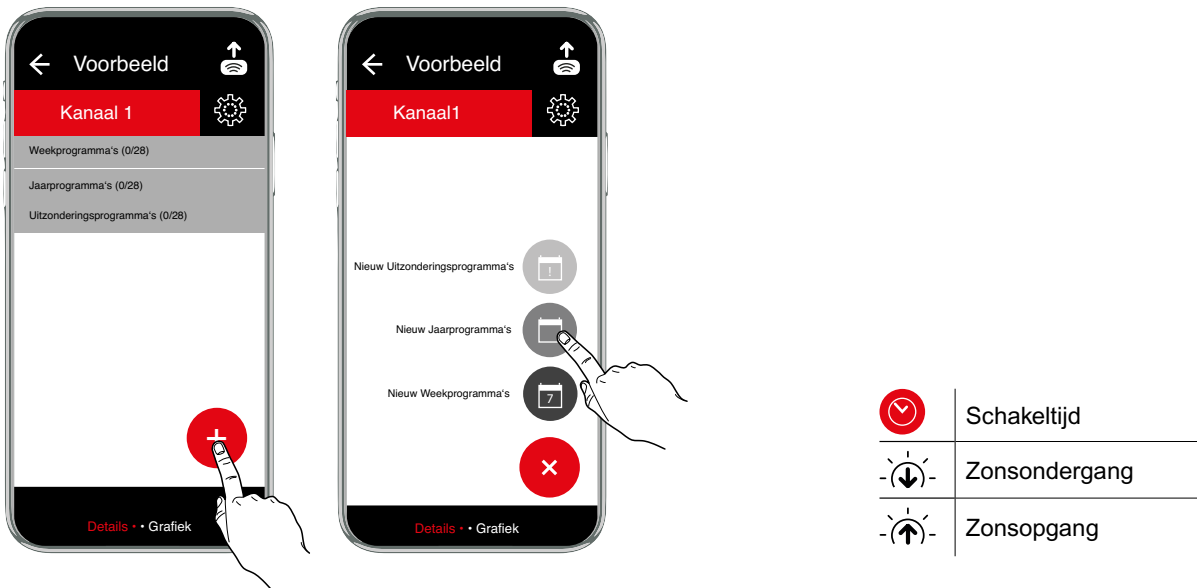 Voorbeeld
Kanaal 1
Weekprogramma‘s (0/28)
Jaarprogramma‘s (0/28)
Uitzonderingsprogramma‘s (0/28)
+
Details • • Grafiek
Voorbeeld
Kanaal1
Nieuw Uitzonderingsprogramma‘s
!
Nieuw Jaarprogramma‘s
Nieuw Weekprogramma‘s
7
Details • • Grafiek
Schakeltijd
Zonsondergang
Zonsopgang